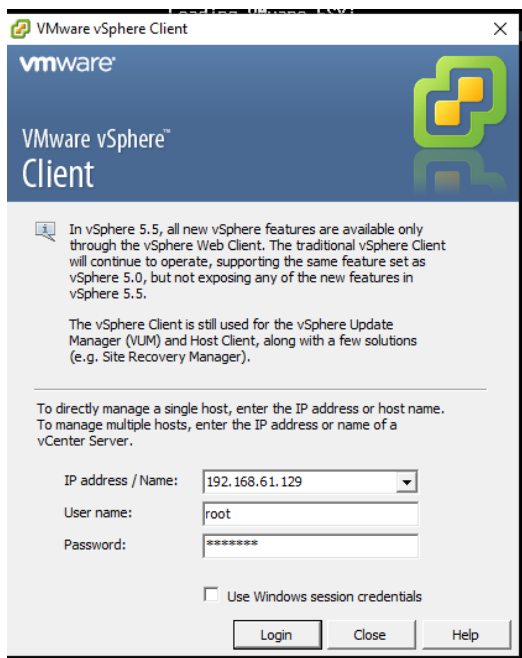 Loading VMware ESXi
VMware vSphere Client
vmware®
VMware vSphere™
Client
In vSphere 5.5, all new vSphere features are available only
through the vSphere Web Client. The traditional vSphere Client
will continue to operate, supporting the same feature set as
vSphere 5.0, but not exposing any of the new features in
vSphere 5.5.
The vSphere Client is still used for the vSphere Update
Manager (VUM) and Host Client, along with a few solutions
(e.g. Site Recovery Manager).
To directly manage a single host, enter the IP address or host name.
To manage multiple hosts, enter the IP address or name of a
vCenter Server.
IP address / Name: 192.168.61.129
User name: root
Password: *******
Use Windows session credentials
Login Close Help